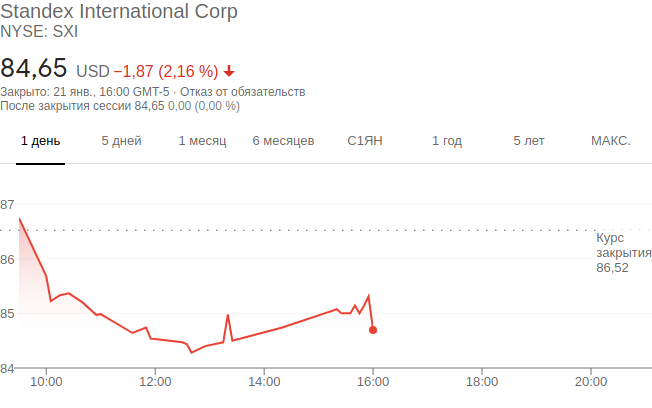 Standex International Corp
NYSE: SXI
84,65 USD −1,87 (2,16 %)
Закрыто: 21 янв., 16:00 GMT-5 · Отказ от обязательств
После закрытия сессии 84,65 0,00 (0,00 %)
1 день 5 дней 1 месяц 6 месяцев С1ЯН 1 год 5 лет МАКС.
87
Курс
закрытия
86
86,52
85
84
10:00 12:00 14:00 16:00 18:00 20:00